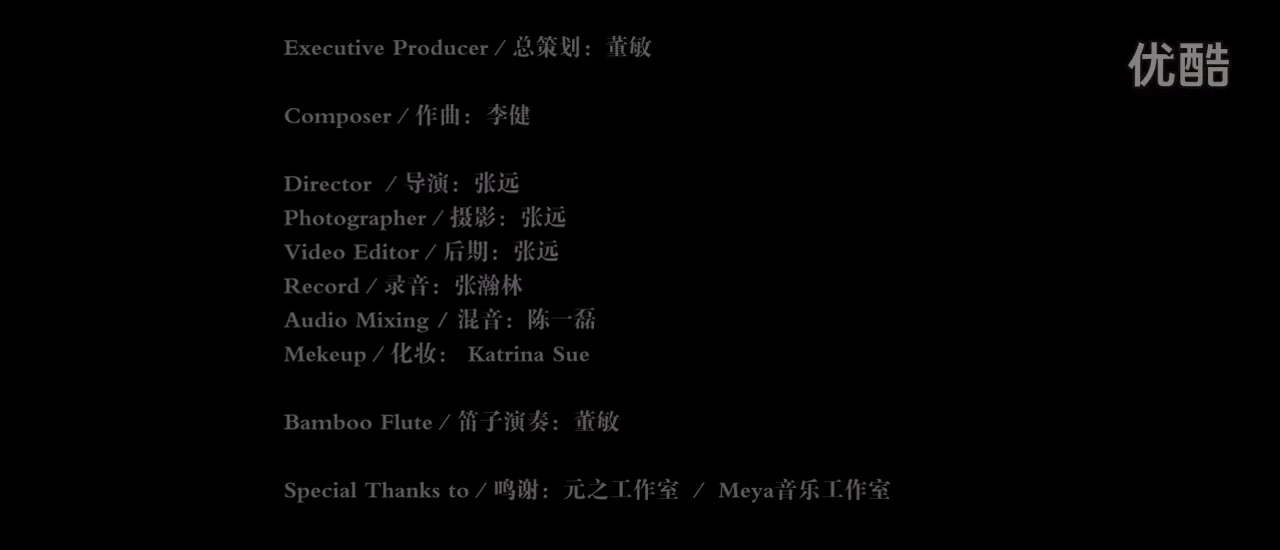 Executive Producer / 总策划：董敏
优酷
Composer / 作曲：李健
Director / 导演：张远
Photographer / 摄影：张远
Video Editor / 后期：张远
Record / 录音：张瀚林
Audio Mixing / 混音：陈一磊
Mekeup / 化妆： Katrina Sue
Bamboo Flute / 笛子演奏：董敏
Special Thanks to / 鸣谢：元之工作室 / Meya音乐工作室